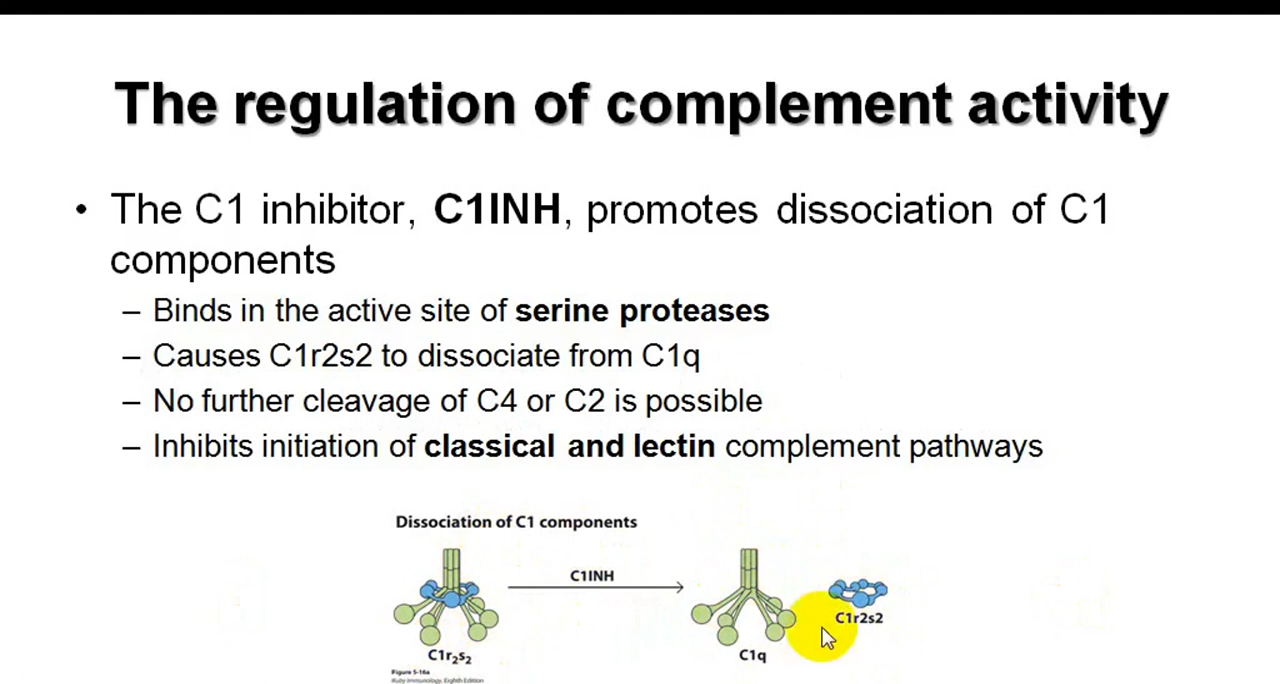 The regulation of complement activity
• The C1 inhibitor, C1INH, promotes dissociation of C1
components
– Binds in the active site of serine proteases
– Causes C1r2s2 to dissociate from C1q
– No further cleavage of C4 or C2 is possible
– Inhibits initiation of classical and lectin complement pathways
Dissociation of C1 components
C1INH
C1r2s2
C1r₂s₂
C1q
Figure 5-16a
Kuby Immunology, Eighth Edition